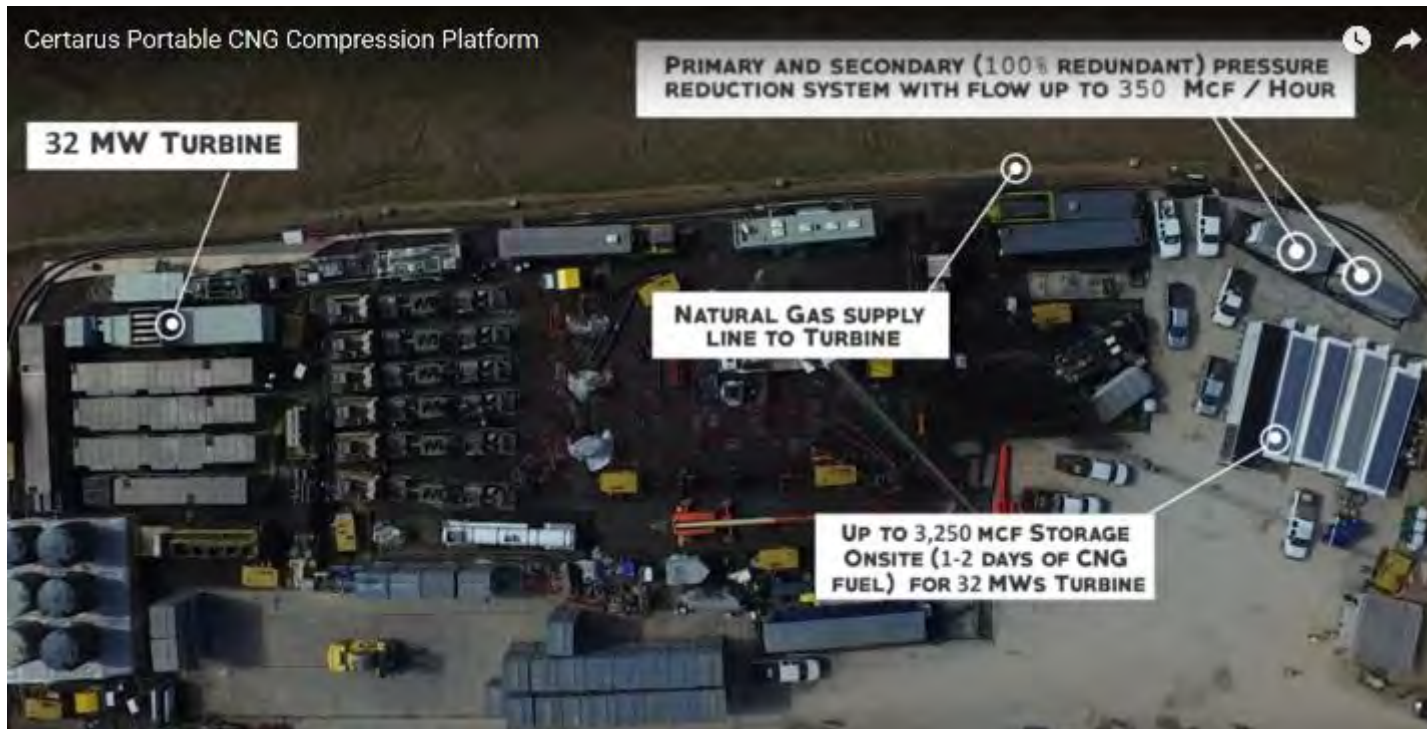 Certarus Portable CNG Compression Platform
PRIMARY AND SECONDARY (100% REDUNDANT) PRESSURE
REDUCTION SYSTEM WITH FLOW UP TO 350 MCF / HOUR
32 MW TURBINE
NATURAL GAS SUPPLY
LINE TO TURBINE
UP TO 3,250 MCF STORAGE
ONSITE (1-2 DAYS OF CNG
FUEL) FOR 32 MWS TURBINE